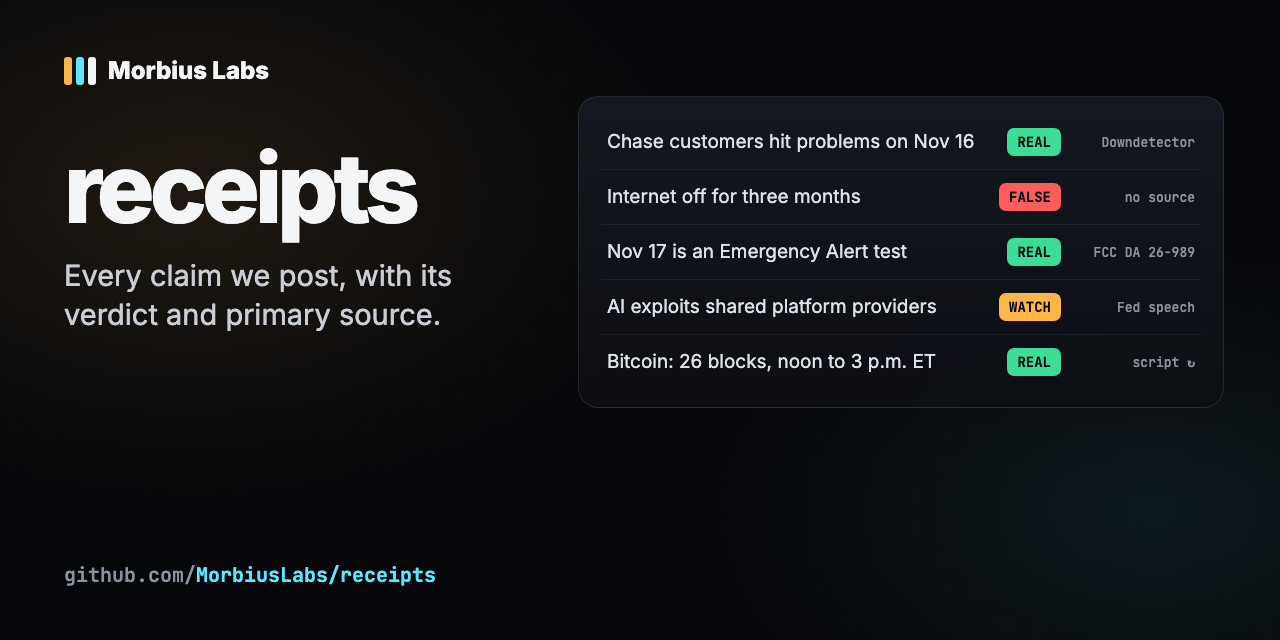 Morbius Labs
receipts
Every claim we post, with its
verdict and primary source.
Chase customers hit problems on Nov 16 REAL Downdetector
Internet off for three months FALSE no source
Nov 17 is an Emergency Alert test REAL FCC DA 26-989
AI exploits shared platform providers WATCH Fed speech
Bitcoin: 26 blocks, noon to 3 p.m. ET REAL script ↻
github.com/MorbiusLabs/receipts